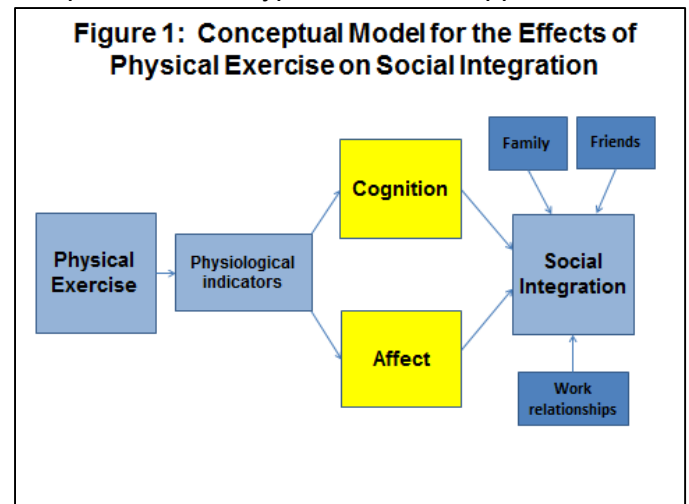 Figure 1: Conceptual Model for the Effects of
Physical Exercise on Social Integration
Family
Friends
Cognition
Physical
Exercise
Physiological
indicators
Social
Integration
Affect
Work
relationships